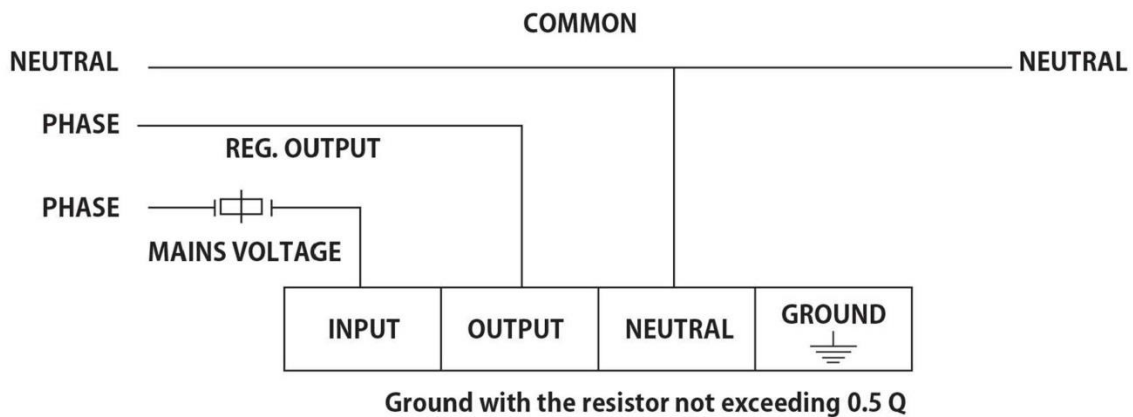 COMMON
NEUTRAL
NEUTRAL
PHASE
REG. OUTPUT
PHASE
MAINS VOLTAGE
INPUT
OUTPUT
NEUTRAL
GROUND
Ground with the resistor not exceeding 0.5 Q